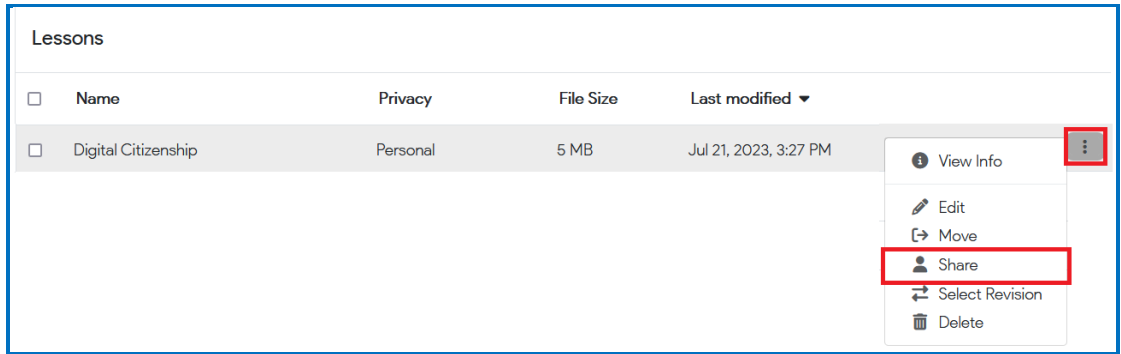 Lessons
Name Privacy File Size Last modified
Digital Citizenship Personal 5 MB Jul 21, 2023, 3:27 PM
View Info
Edit
Move
Share
Select Revision
Delete